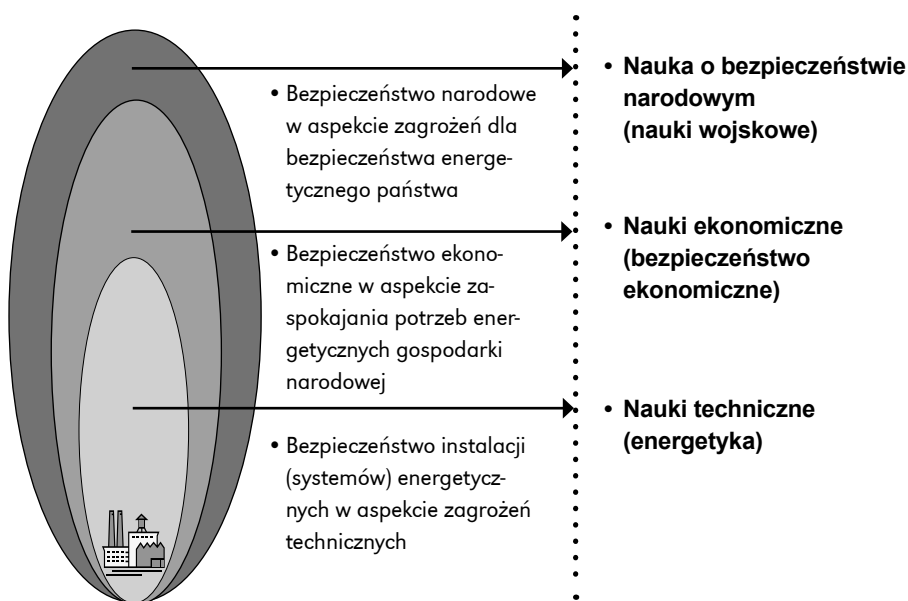 • Bezpieczeństwo narodowe
w aspekcie zagrożeń dla
bezpieczeństwa energe-
tycznego państwa
• Nauka o bezpieczeństwie
narodowym
(nauki wojskowe)
• Bezpieczeństwo ekono-
miczne w aspekcie za-
spokajania potrzeb ener-
getycznych gospodarki
narodowej
• Nauki ekonomiczne
(bezpieczeństwo
ekonomiczne)
• Bezpieczeństwo instalacji
(systemów) energetycz-
nych w aspekcie zagrożeń
technicznych
• Nauki techniczne
(energetyka)